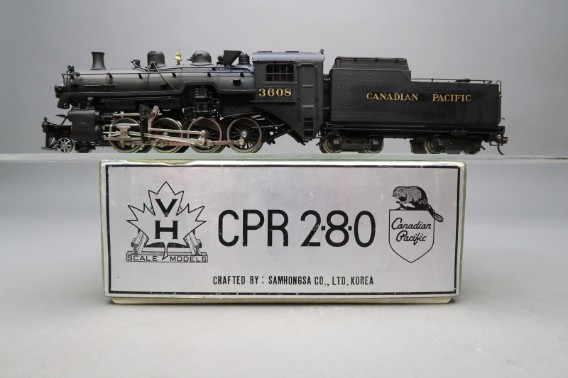 3608
CANADIAN PACIFIC
VH
SCALE MODELS
CPR 2·8·0
Canadian
Pacific
CRAFTED BY: SAMHONGSA CO., LTD. KOREA